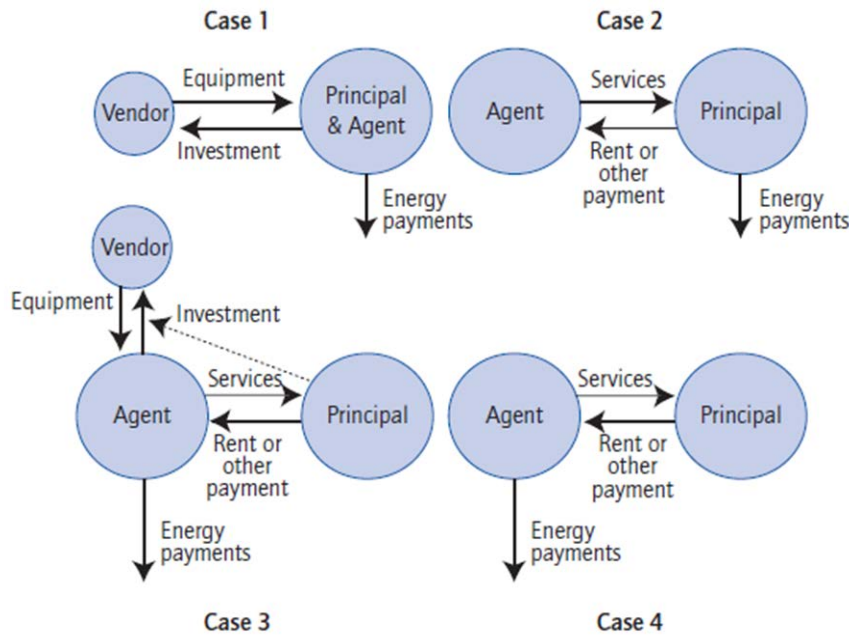 Case 1
Case 2
Vendor
Equipment
Investment
Principal
& Agent
Energy
payments
Agent
Services
Rent or
other
payment
Principal
Energy
payments
Vendor
Equipment
Investment
Agent
Services
Rent or
other
payment
Principal
Energy
payments
Agent
Services
Rent or
other
payment
Principal
Energy
payments
Case 3
Case 4